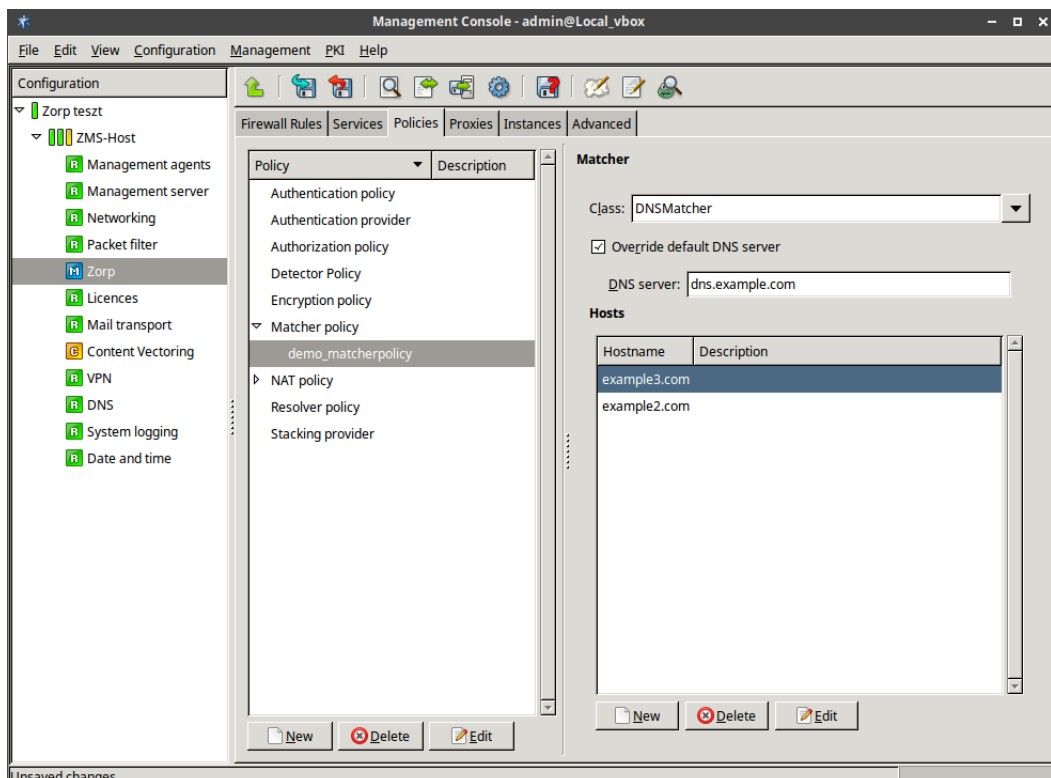 Management Console - admin@Local_vbox
File Edit View Configuration Management PKI Help
Configuration
Zorp teszt
ZMS-Host
R Management agents
R Management server
R Networking
R Packet filter
M Zorp
R Licences
R Mail transport
C Content Vectoring
R VPN
R DNS
R System logging
R Date and time
Firewall Rules Services Policies Proxies Instances Advanced
Policy Description
Authentication policy
Authentication provider
Authorization policy
Detector Policy
Encryption policy
Matcher policy
demo_matcherpolicy
NAT policy
Resolver policy
Stacking provider
New Delete Edit
Matcher
Class: DNSMatcher
Override default DNS server
DNS server: dns.example.com
Hosts
Hostname Description
example3.com
example2.com
New Delete Edit
Unsaved changes